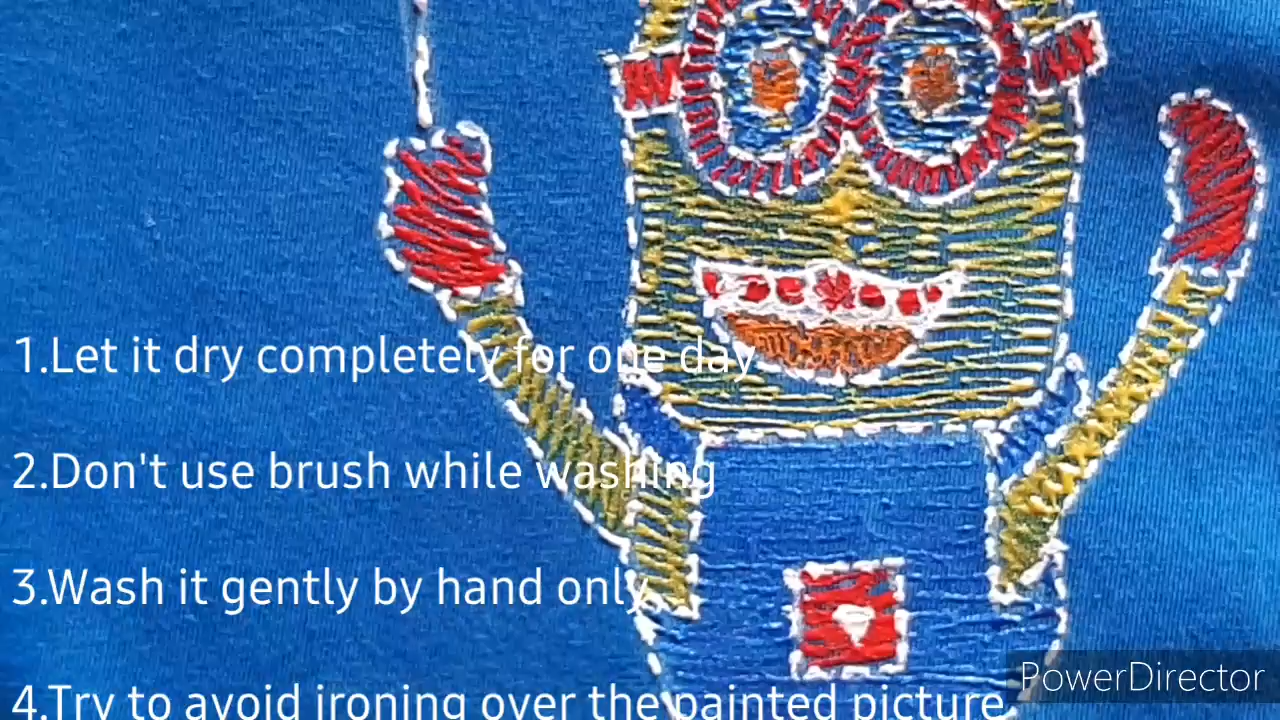 1.Let it dry completely for one day
2.Don't use brush while washing
3.Wash it gently by hand only.
4.Try to avoid ironing over the painted picture
PowerDirector